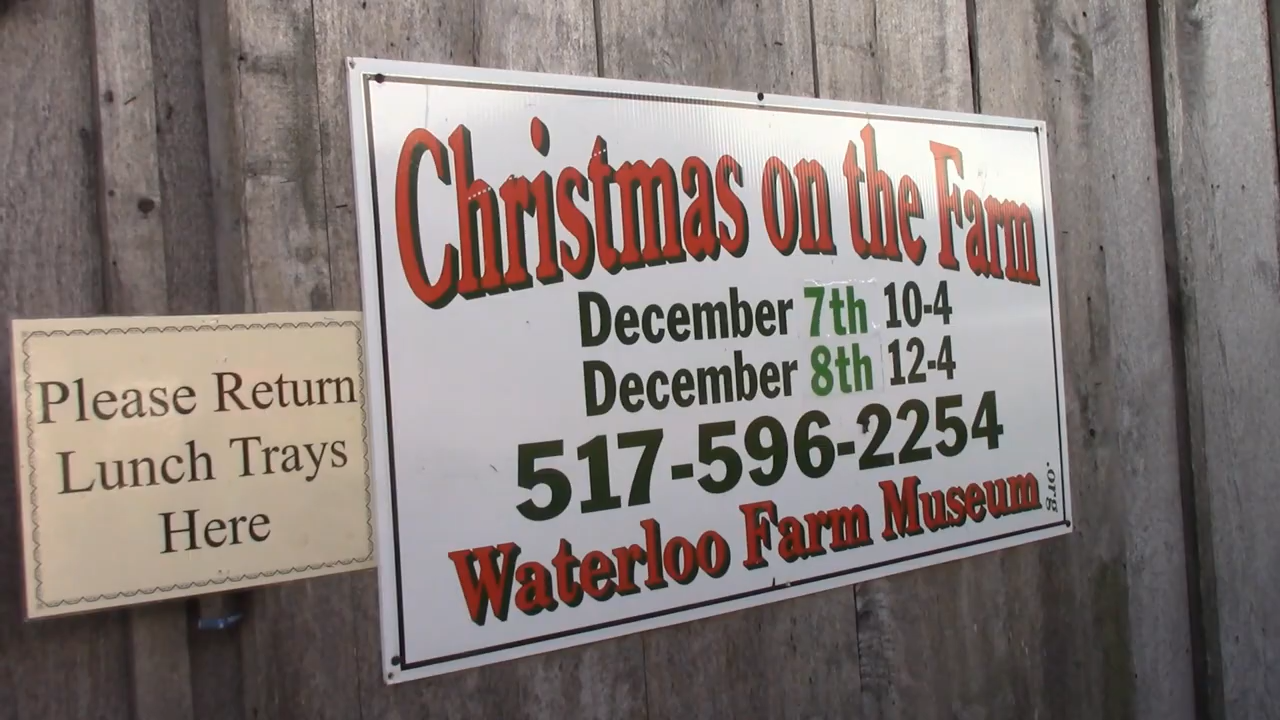 Please Return
Lunch Trays
Here
Christmas on the Farm
December 7th 10-4
December 8th 12-4
517-596-2254
Waterloo Farm Museum .org